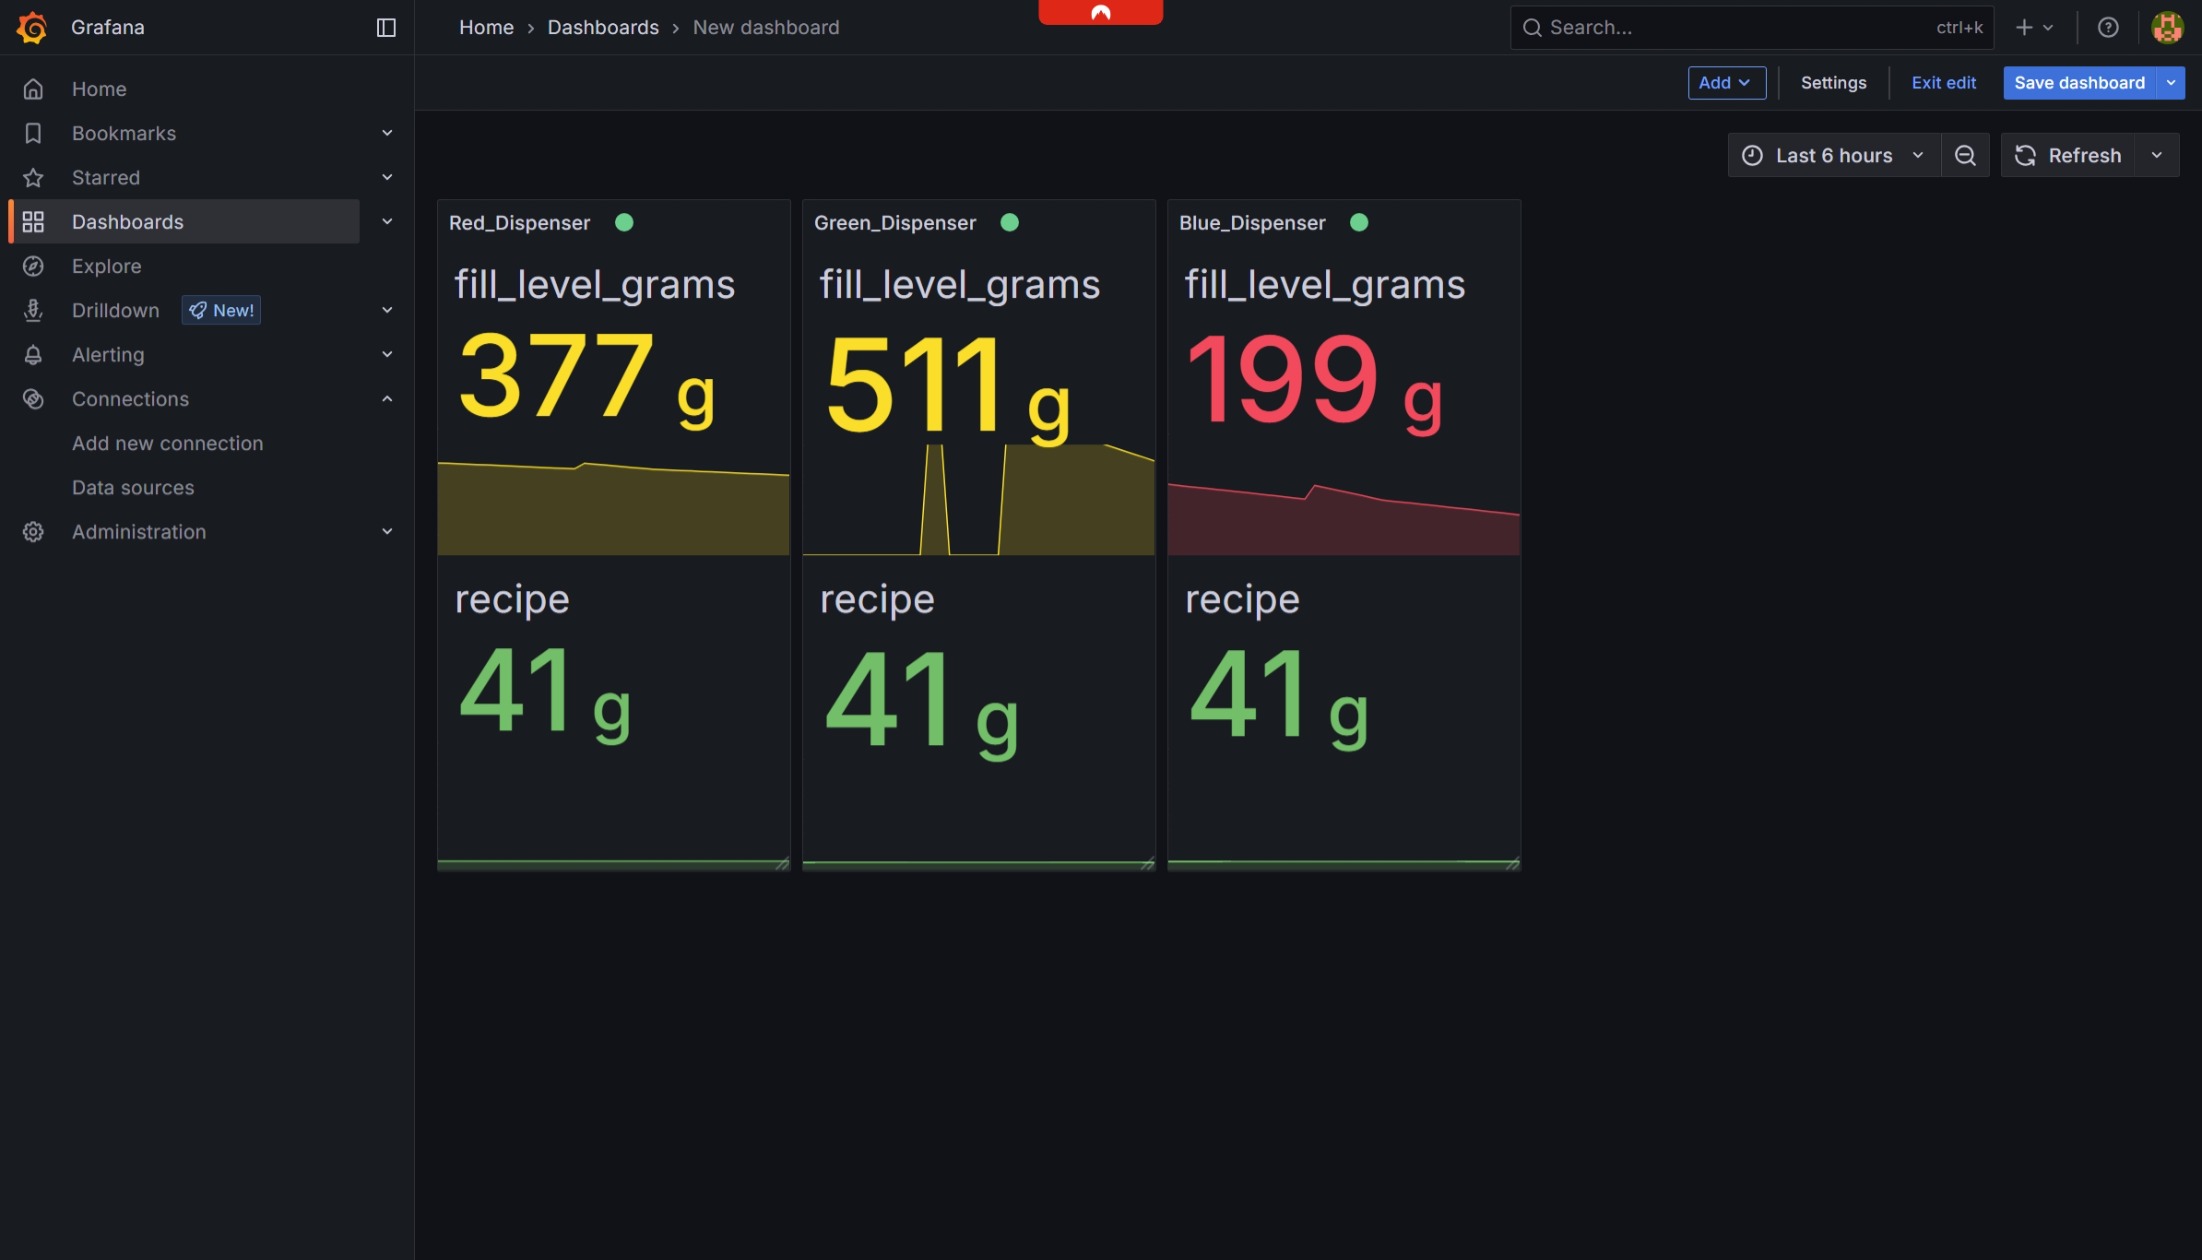 Grafana
Home › Dashboards › New dashboard
Search...
ctrl+k
Add
Settings
Exit edit
Save dashboard
Home
Bookmarks
Starred
Dashboards
Explore
Drilldown New!
Alerting
Connections
Add new connection
Data sources
Administration
Last 6 hours
Refresh
Red_Dispenser
fill_level_grams
377 g
recipe
41 g
Green_Dispenser
fill_level_grams
511 g
recipe
41 g
Blue_Dispenser
fill_level_grams
199 g
recipe
41 g